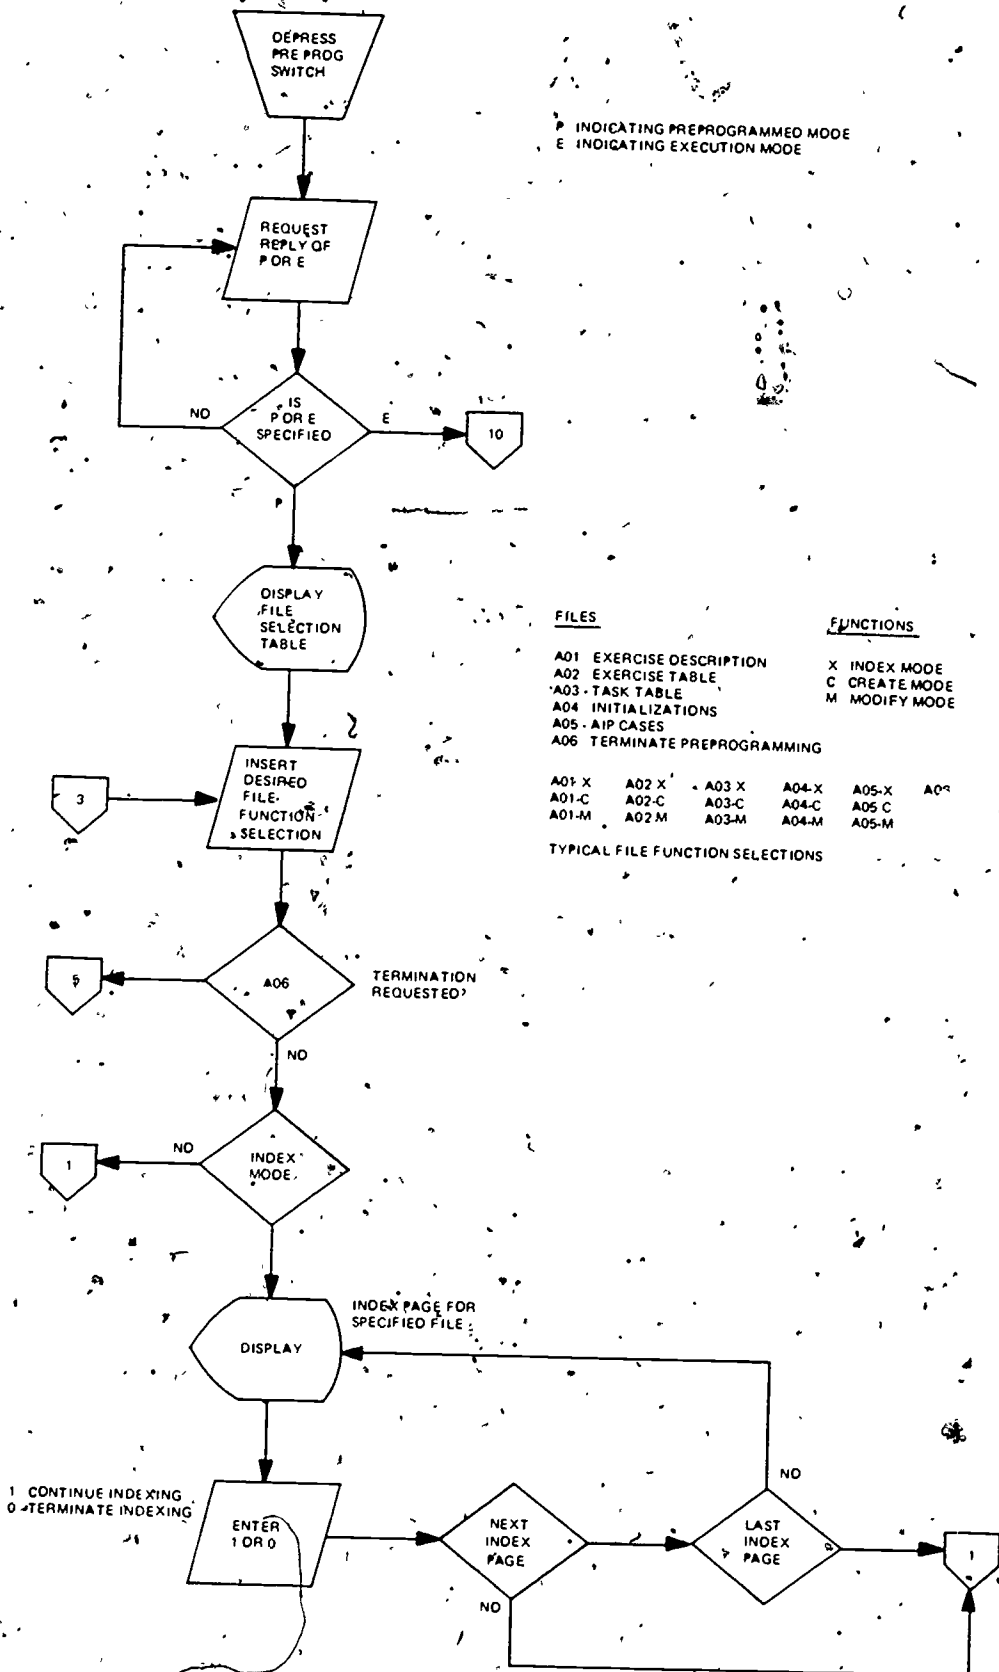 DEPRESS
PRE PROG
SWITCH
P INDICATING PREPROGRAMMED MODE
E INDICATING EXECUTION MODE
REQUEST
REPLY OF
P OR E
IS
P OR E
SPECIFIED
NO
E
10
P
DISPLAY
FILE
SELECTION
TABLE
FILES
FUNCTIONS
A01 EXERCISE DESCRIPTION
A02 EXERCISE TABLE
A03 - TASK TABLE
A04 INITIALIZATIONS
A05 - AIP CASES
A06 TERMINATE PREPROGRAMMING
X INDEX MODE
C CREATE MODE
M MODIFY MODE
INSERT
DESIRED
FILE-
FUNCTION-
SELECTION
3
A01-X A02 X A03 X A04-X A05-X
A01-C A02-C A03-C A04-C A05 C
A01-M A02 M A03-M A04-M A05-M
TYPICAL FILE FUNCTION SELECTIONS
5
A06
TERMINATION
REQUESTED?
NO
1
NO
INDEX
MODE
DISPLAY
INDEX PAGE FOR
SPECIFIED FILE
1 CONTINUE INDEXING
0 - TERMINATE INDEXING
ENTER
1 OR 0
NEXT
INDEX
PAGE
NO
LAST
INDEX
PAGE
NO
1